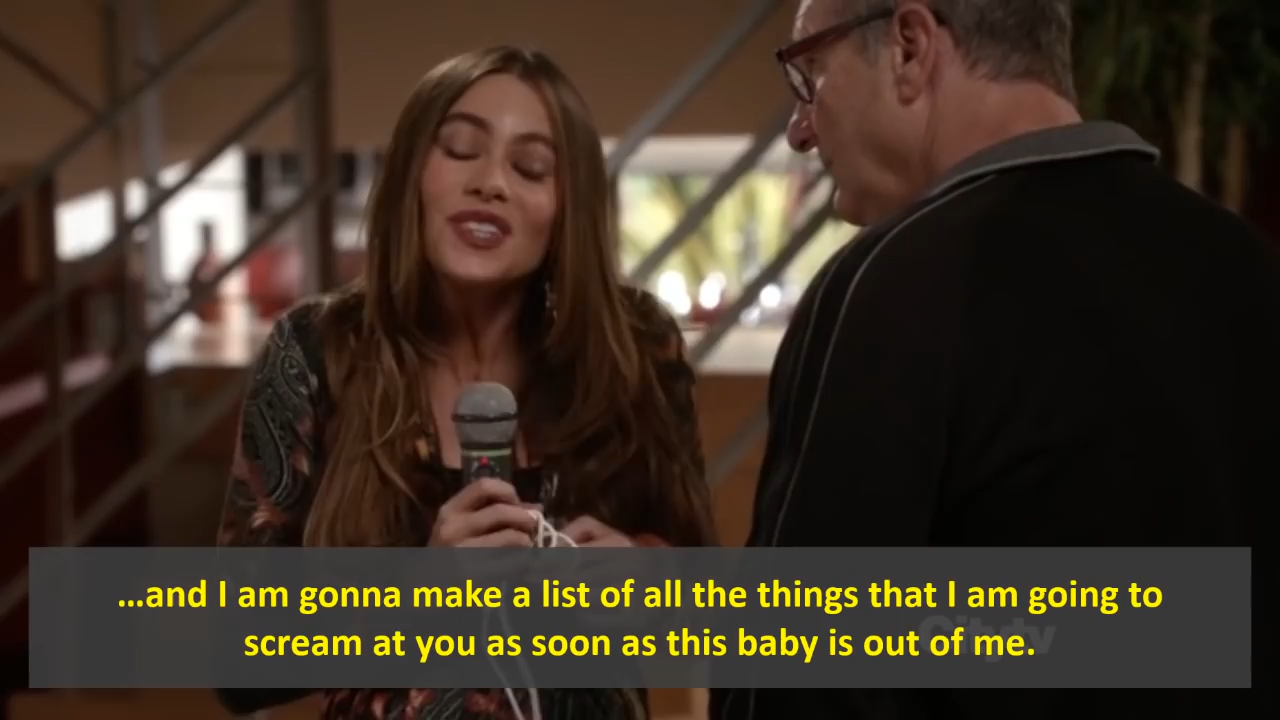 …and I am gonna make a list of all the things that I am going to
scream at you as soon as this baby is out of me.
Citytv